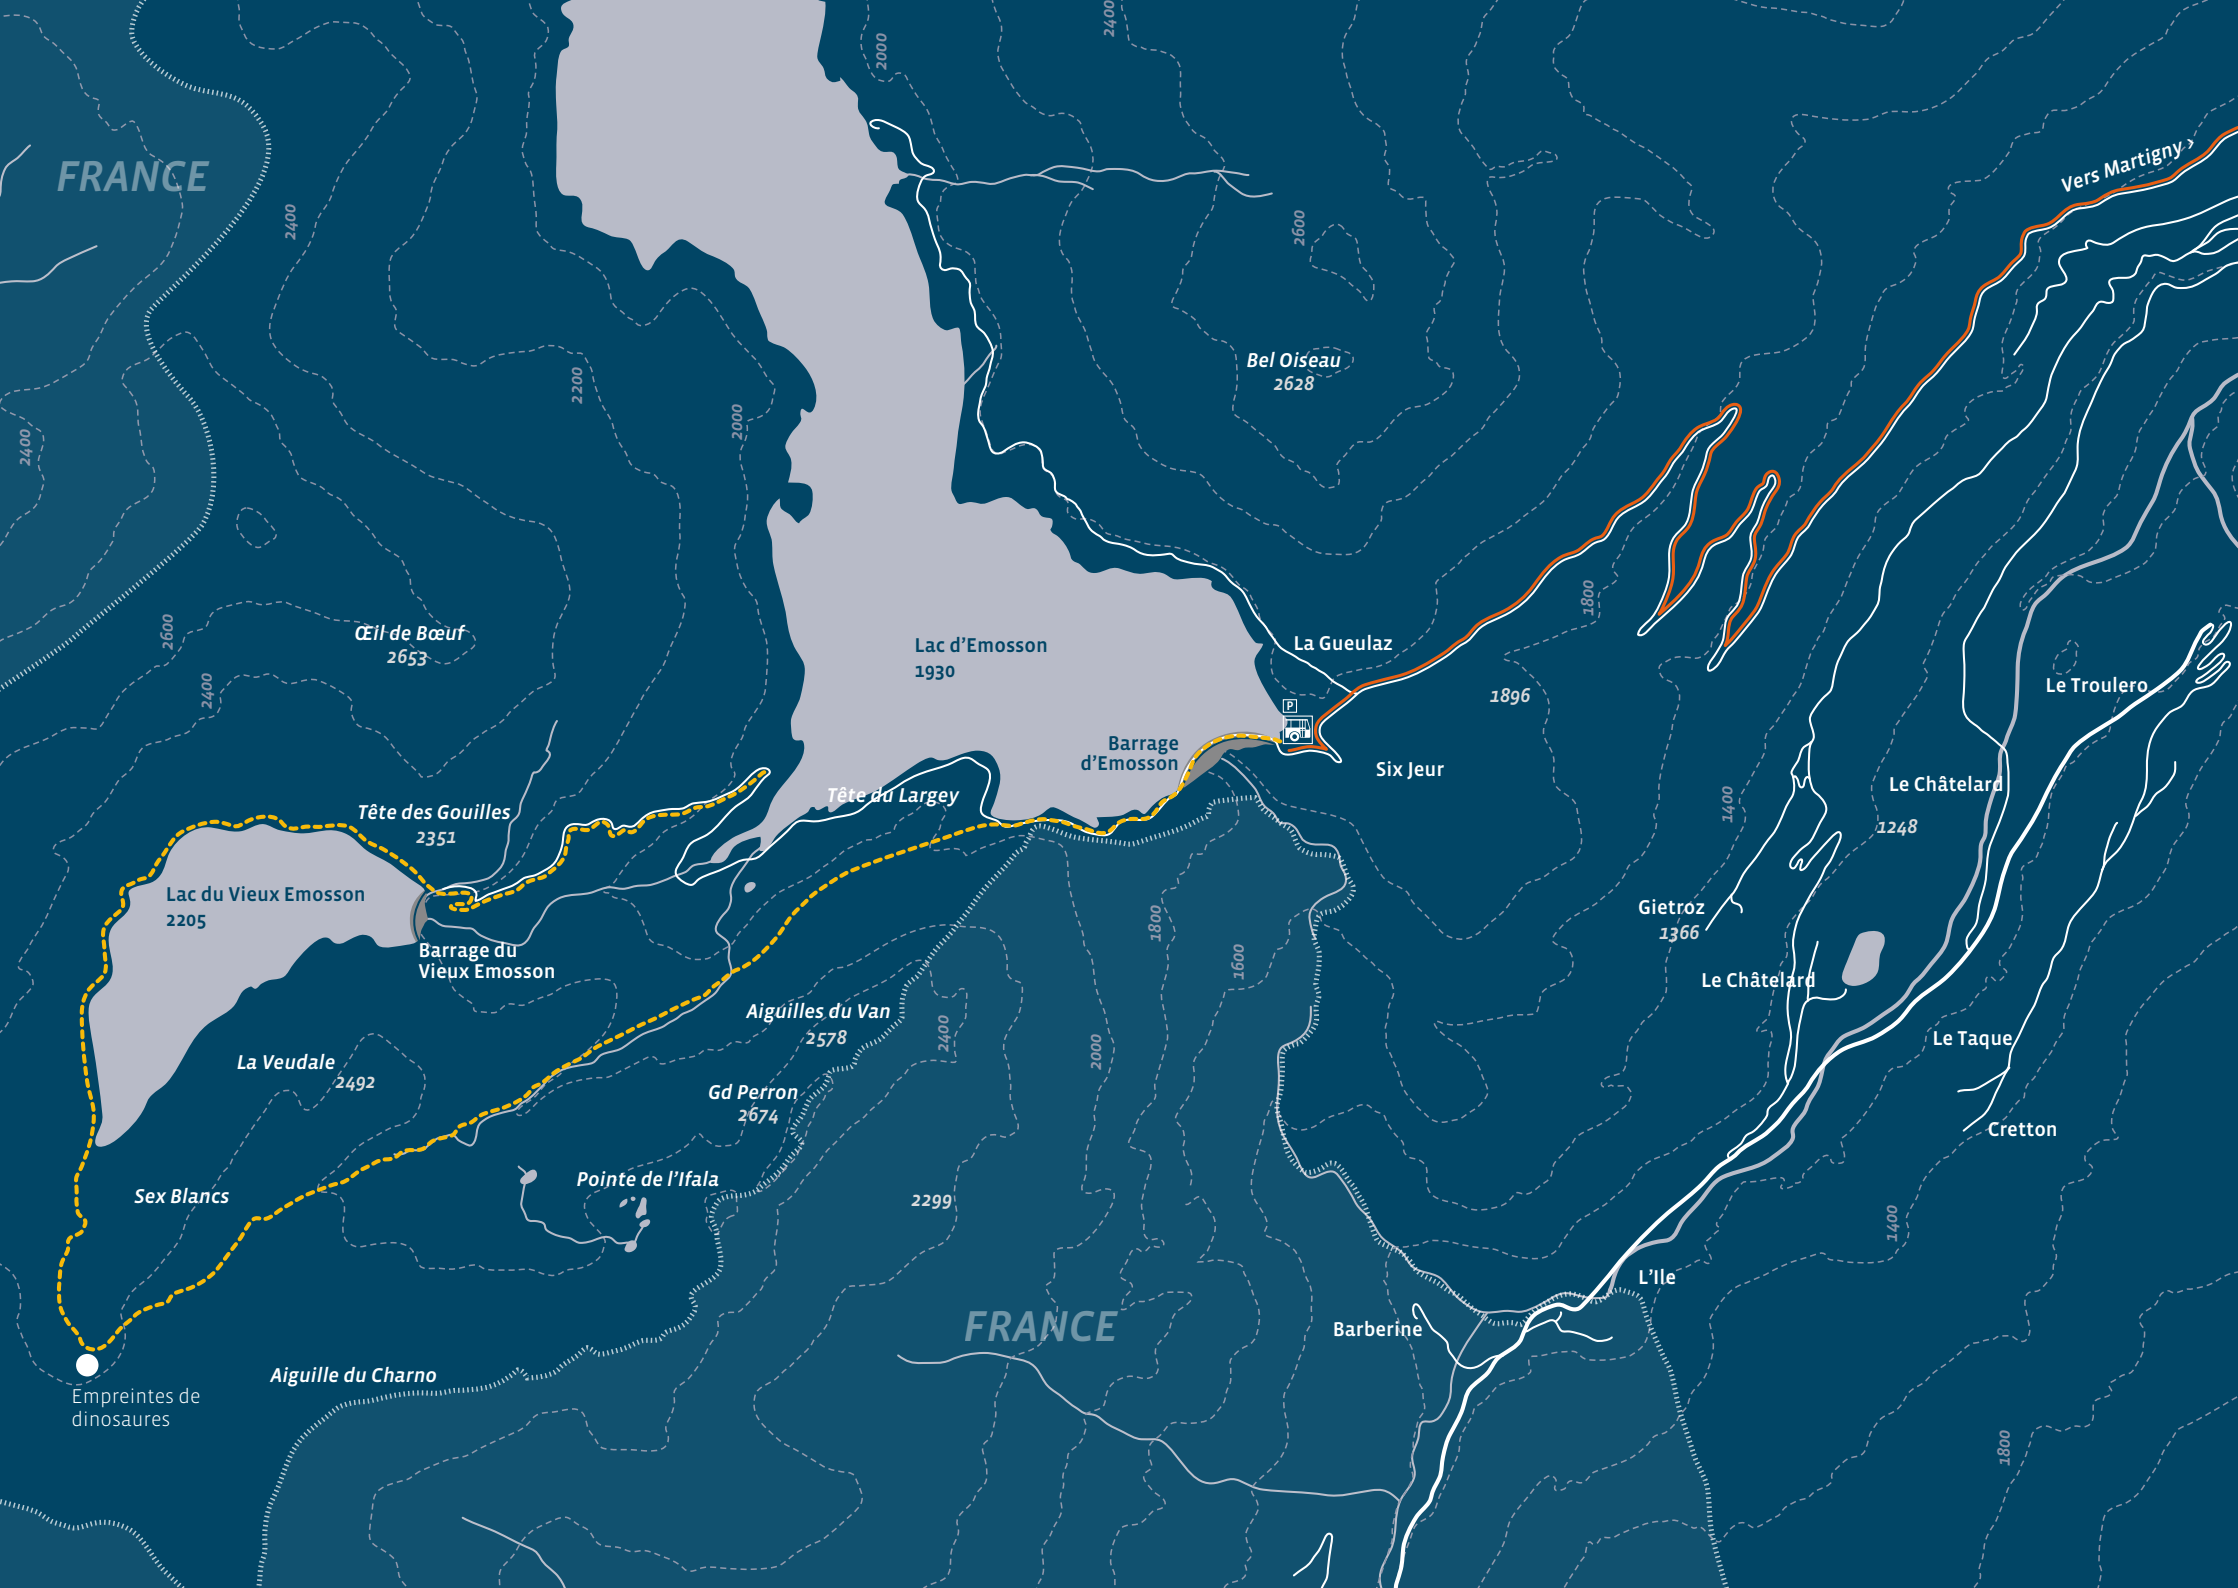 2400
2000
Vers Martigny ›
FRANCE
2400
2600
Bel Oiseau
2628
2200
2000
2400
1800
2600
Œil de Bœuf
2653
Lac d’Emosson
1930
La Gueulaz
2400
Le Troulero
1896
P
Barrage
d’Emosson
Six Jeur
Le Châtelard
1248
1400
Tête du Largey
Tête des Gouilles
2351
Lac du Vieux Emosson
2205
Gietroz
1366
1800
1600
Barrage du
Vieux Emosson
Le Châtelard
Aiguilles du Van
2578
2400
2000
Le Taque
La Veudale
2492
Gd Perron
2674
Cretton
Pointe de l’Ifala
Sex Blancs
2299
1400
L’Ile
FRANCE
Barberine
Aiguille du Charno
Empreintes de
dinosaures
1800